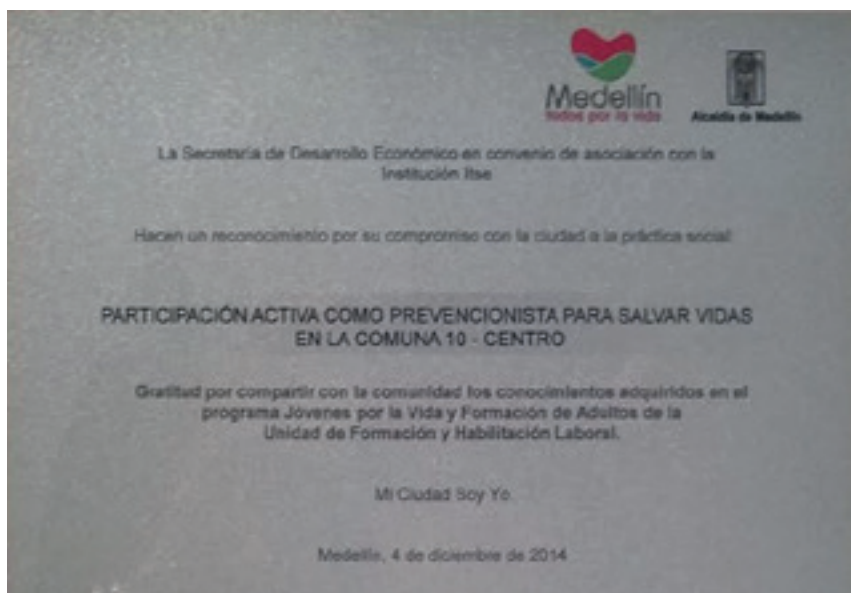 Medellín
todos por la vida
Alcaldía de Medellín
La Secretaría de Desarrollo Económico en convenio de asociación con la
Institución Itse
Hacen un reconocimiento por su compromiso con la ciudad a la práctica social:
PARTICIPACIÓN ACTIVA COMO PREVENCIONISTA PARA SALVAR VIDAS
EN LA COMUNA 10 - CENTRO
Gratitud por compartir con la comunidad los conocimientos adquiridos en el
programa Jóvenes por la Vida y Formación de Adultos de la
Unidad de Formación y Habilitación Laboral.
Mi Ciudad Soy Yo
Medellín, 4 de diciembre de 2014